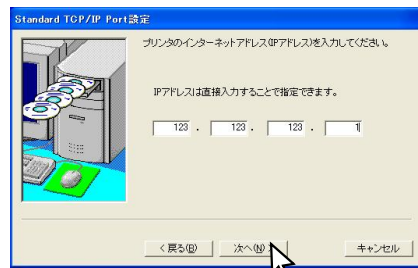 Standard TCP/IP Port設定
プリンタのインターネットアドレス(IPアドレス)を入力してください。
IPアドレスは直接入力することで指定できます。
123 . 123 . 123 . 1
< 戻る(B) 次へ(N) > キャンセル